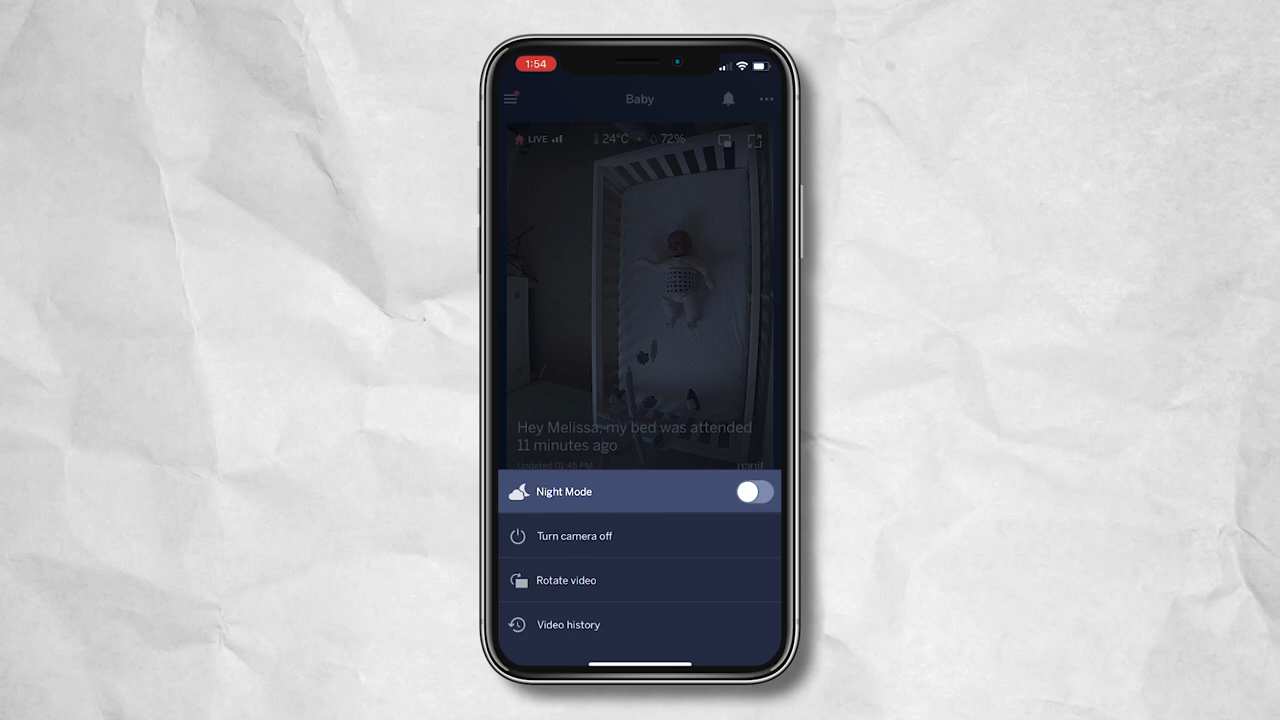 1:54
Baby
LIVE 24°C 72%
Hey Melissa, my bed was attended
11 minutes ago
Updated 01:45 PM nanit
Night Mode
Turn camera off
Rotate video
Video history